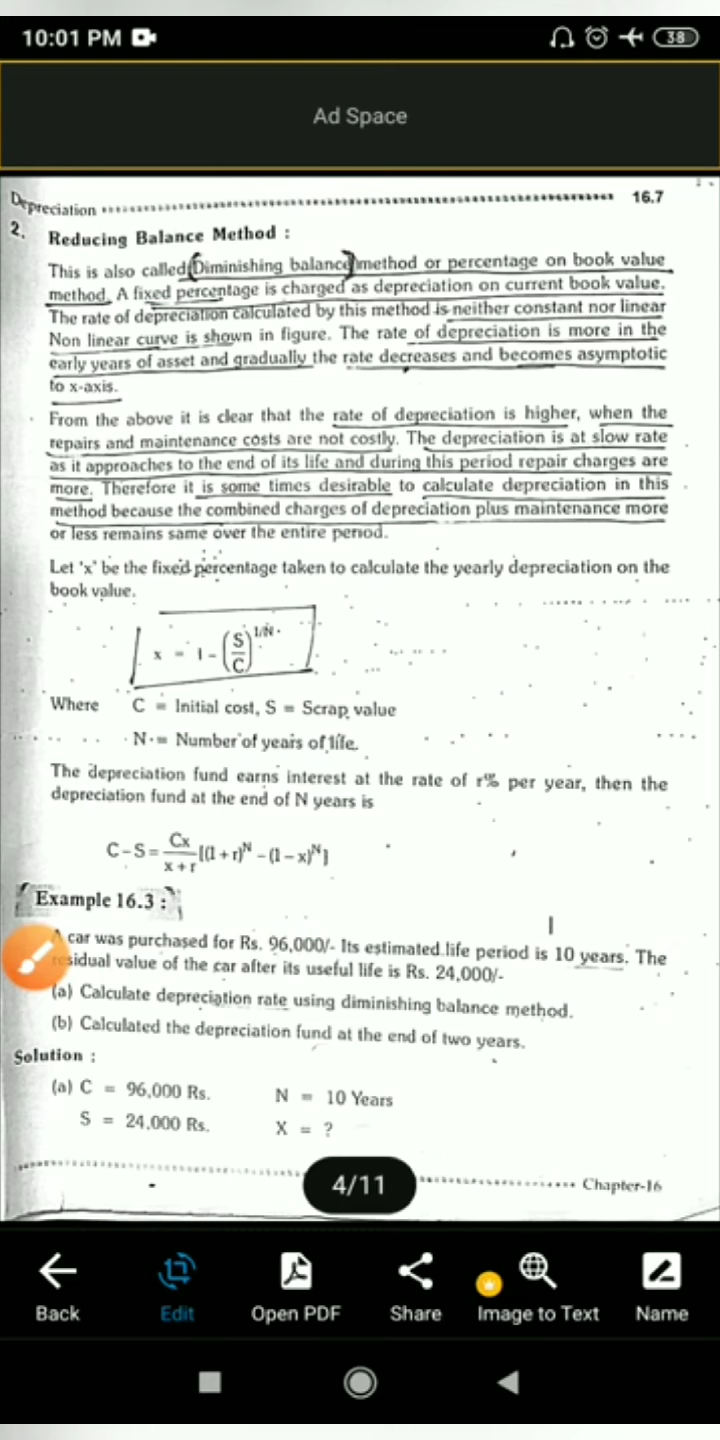 10:01 PM
38
Ad Space
Depreciation
16.7
2. Reducing Balance Method :
This is also called (Diminishing balance) method or percentage on book value
method. A fixed percentage is charged as depreciation on current book value.
The rate of depreciation calculated by this method is neither constant nor linear
Non linear curve is shown in figure. The rate of depreciation is more in the
early years of asset and gradually the rate decreases and becomes asymptotic
to x-axis.
From the above it is clear that the rate of depreciation is higher, when the
repairs and maintenance costs are not costly. The depreciation is at slow rate
as it approaches to the end of its life and during this period repair charges are
more. Therefore it is some times desirable to calculate depreciation in this
method because the combined charges of depreciation plus maintenance more
or less remains same over the entire period.
Let 'x' be the fixed percentage taken to calculate the yearly depreciation on the
book value.
x = 1 - (S/C)^1/N
Where C = Initial cost, S = Scrap value
N = Number of years of life.
The depreciation fund earns interest at the rate of r% per year, then the
depreciation fund at the end of N years is
C - S = Cx/(x + r) [(1 + r)^N - (1 - x)^N]
Example 16.3 :
A car was purchased for Rs. 96,000/- Its estimated life period is 10 years. The
residual value of the car after its useful life is Rs. 24,000/-
(a) Calculate depreciation rate using diminishing balance method.
(b) Calculated the depreciation fund at the end of two years.
Solution :
(a) C = 96,000 Rs. N = 10 Years
S = 24.000 Rs. X = ?
4/11
Chapter-16
Back
Edit
Open PDF
Share
Image to Text
Name